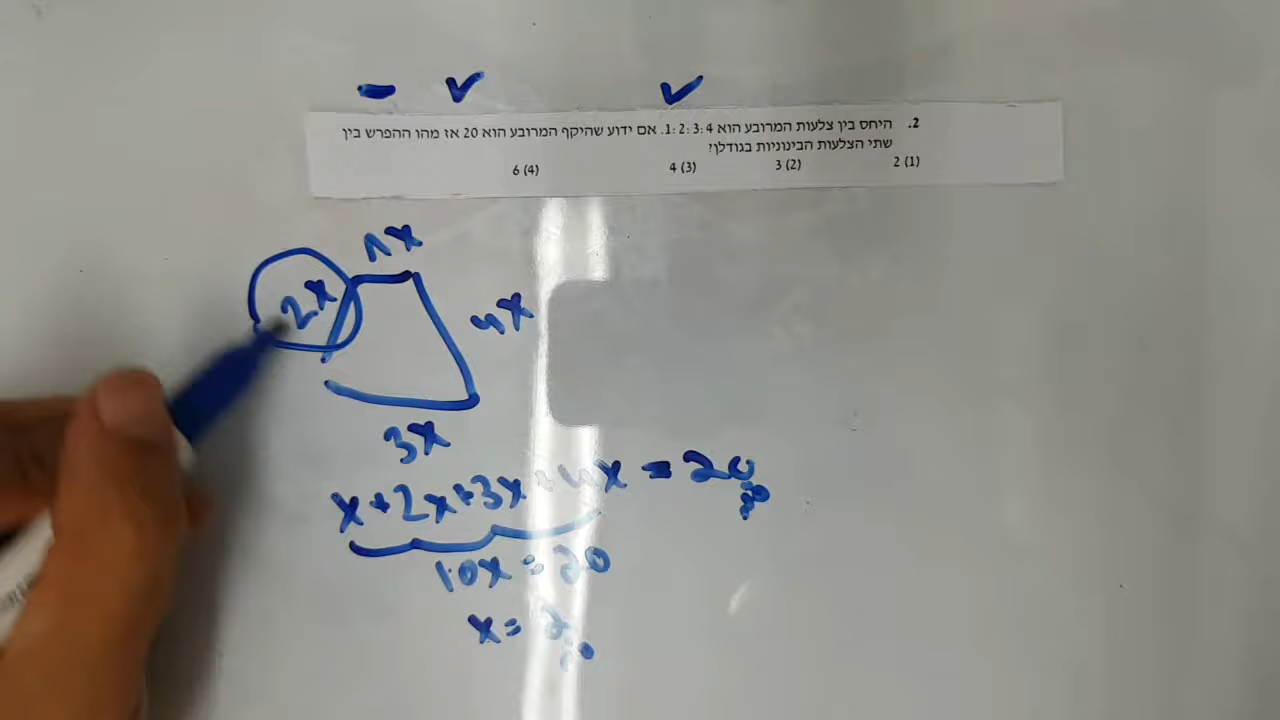 2. היחס בין צלעות המרובע הוא 1:2:3:4. אם ידוע שהיקף המרובע הוא 20 אז מהו ההפרש בין
שתי הצלעות הבינוניות בגודלן?
(1) 2 (2) 3 (3) 4 (4) 6
1x
2x
4x
3x
x+2x+3x+4x = 20
10x = 20
x = 2